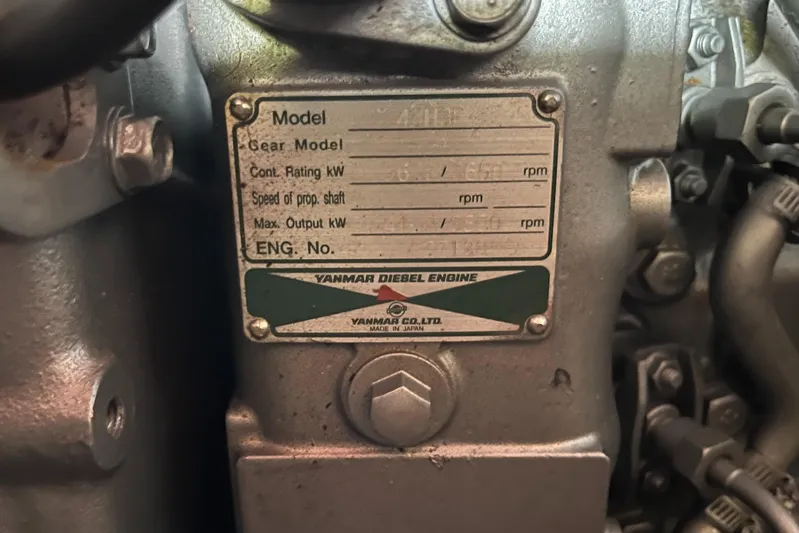 Model
Gear Model
Cont. Rating kW / rpm
Speed of prop. shaft rpm
Max. Output kW / rpm
ENG. No.
YANMAR DIESEL ENGINE
YANMAR CO., LTD.
MADE IN JAPAN